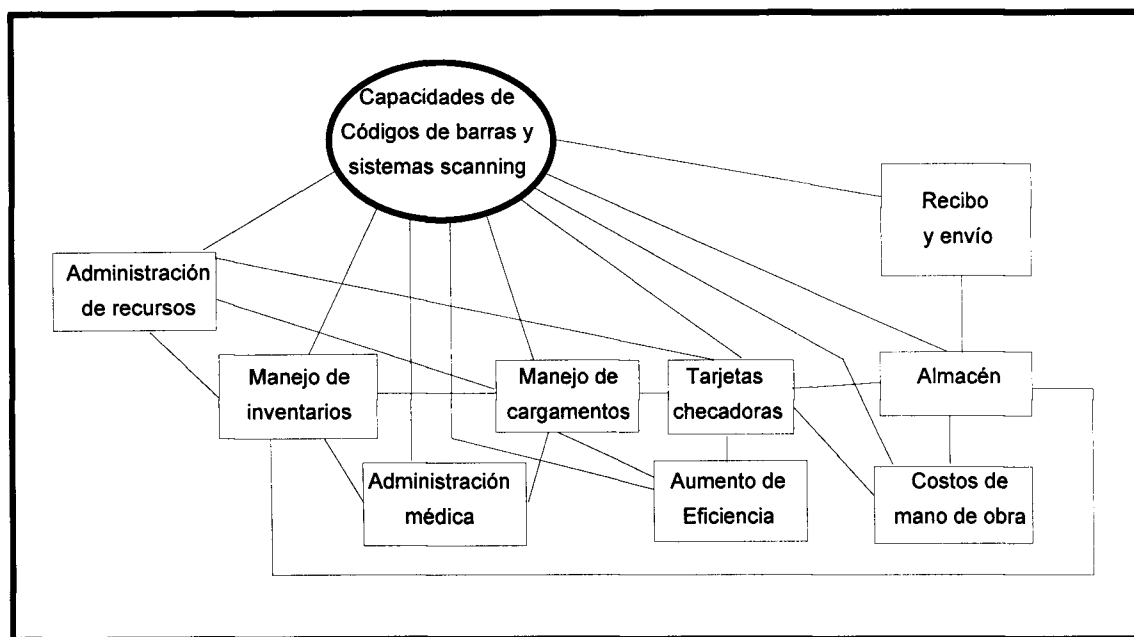 Capacidades de
Códigos de barras y
sistemas scanning
Recibo
y envío
Administración
de recursos
Manejo de
inventarios
Manejo de
cargamentos
Tarjetas
checadoras
Almacén
Administración
médica
Aumento de
Eficiencia
Costos de
mano de obra